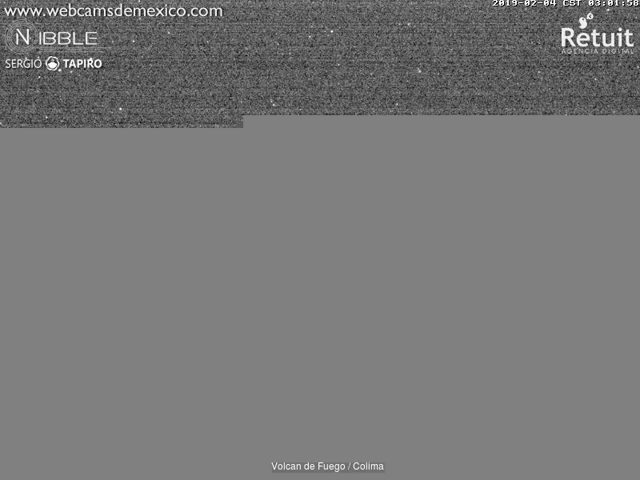 www.webcamsdemexico.com
2019-02-04 CST 03:01:58
NIBBLE
Retuit
AGENCIA DIGITAL
SERGIO TAPIRO
Volcan de Fuego / Colima